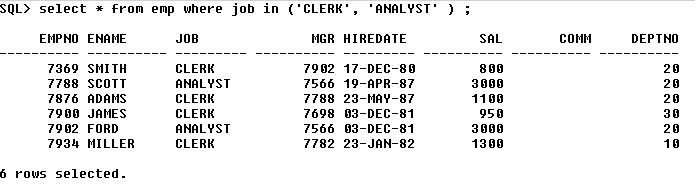 SQL> select * from emp where job in ('CLERK', 'ANALYST' ) ;
EMPNO ENAME JOB MGR HIREDATE SAL COMM DEPTNO
---------- ---------- --------- ---------- --------- ---------- ---------- ----------
7369 SMITH CLERK 7902 17-DEC-80 800 20
7788 SCOTT ANALYST 7566 19-APR-87 3000 20
7876 ADAMS CLERK 7788 23-MAY-87 1100 20
7900 JAMES CLERK 7698 03-DEC-81 950 30
7902 FORD ANALYST 7566 03-DEC-81 3000 20
7934 MILLER CLERK 7782 23-JAN-82 1300 10
6 rows selected.